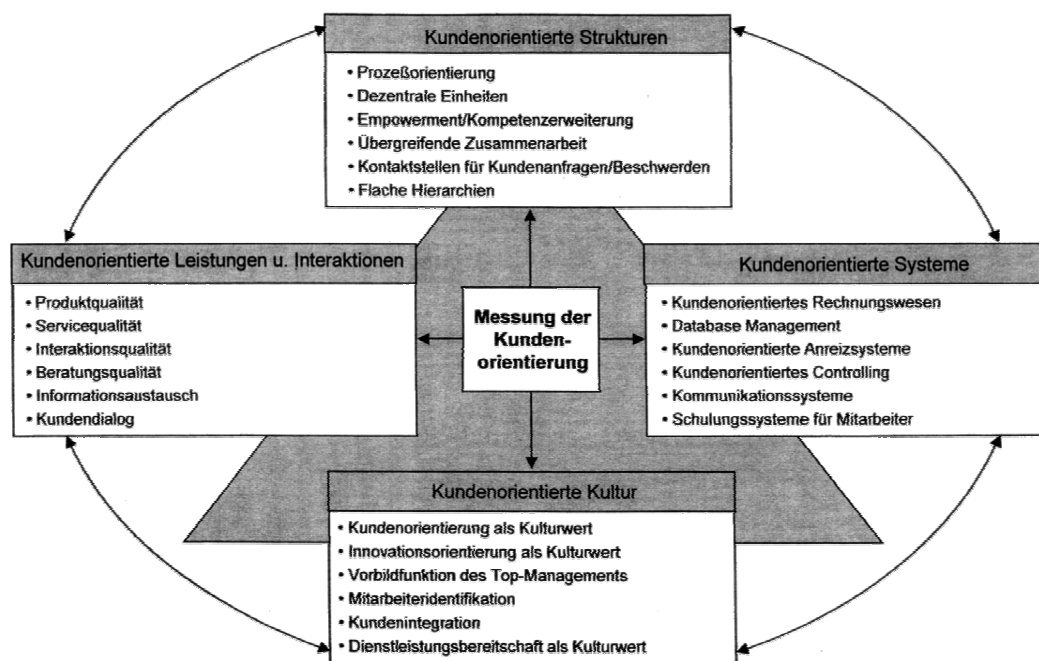 Kundenorientierte Strukturen
• Prozeßorientierung
• Dezentrale Einheiten
• Empowerment/Kompetenzerweiterung
• Übergreifende Zusammenarbeit
• Kontaktstellen für Kundenanfragen/Beschwerden
• Flache Hierarchien
Kundenorientierte Leistungen u. Interaktionen
• Produktqualität
• Servicequalität
• Interaktionsqualität
• Beratungsqualität
• Informationsaustausch
• Kundendialog
Messung der
Kunden-
orientierung
Kundenorientierte Systeme
• Kundenorientiertes Rechnungswesen
• Database Management
• Kundenorientierte Anreizsysteme
• Kundenorientiertes Controlling
• Kommunikationssysteme
• Schulungssysteme für Mitarbeiter
Kundenorientierte Kultur
• Kundenorientierung als Kulturwert
• Innovationsorientierung als Kulturwert
• Vorbildfunktion des Top-Managements
• Mitarbeiteridentifikation
• Kundenintegration
• Dienstleistungsbereitschaft als Kulturwert